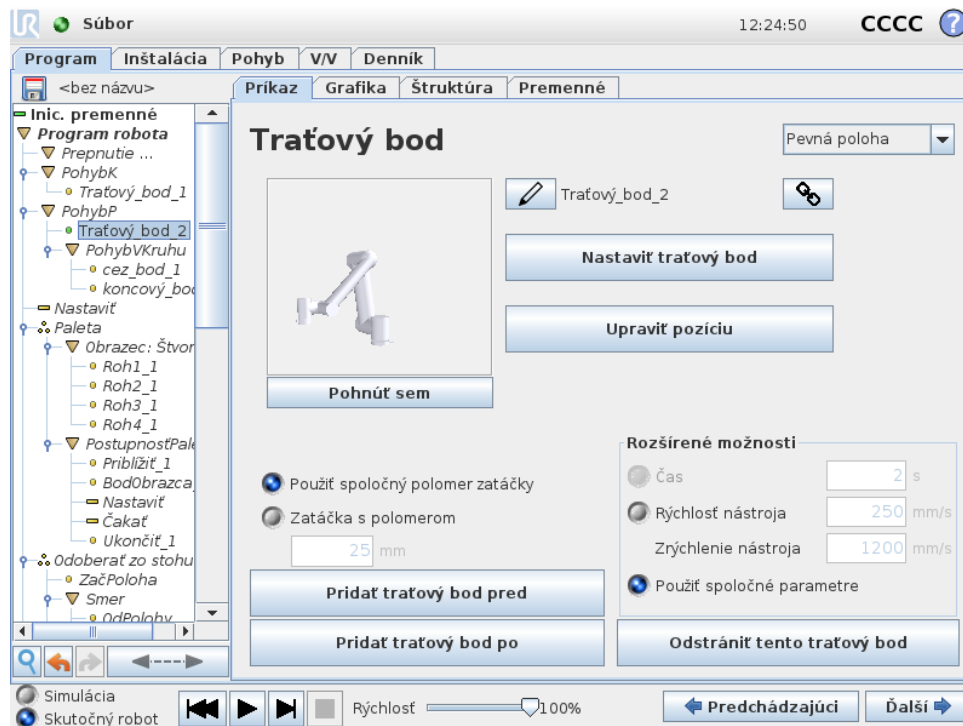 UR Súbor 12:24:50 CCCC ?
Program Inštalácia Pohyb V/V Denník
<bez názvu> Príkaz Grafika Štruktúra Premenné
Inic. premenné
Program robota
Prepnutie ...
PohybK
Traťový_bod_1
PohybP
Traťový_bod_2
PohybVKruhu
cez_bod_1
koncový_bo
Nastaviť
Paleta
Obrazec: Štvor
Roh1_1
Roh2_1
Roh3_1
Roh4_1
PostupnosťPale
Priblížiť_1
BodObrazca_
Nastaviť
Čakať
Ukončiť_1
Odoberať zo stohu
ZačPoloha
Smer
OdPolohy
Traťový bod
Pevná poloha
Traťový_bod_2
Nastaviť traťový bod
Upraviť pozíciu
Pohnúť sem
Použiť spoločný polomer zatáčky
Zatáčka s polomerom
25 mm
Rozšírené možnosti
Čas 2 s
Rýchlosť nástroja 250 mm/s
Zrýchlenie nástroja 1200 mm/s
Použiť spoločné parametre
Pridať traťový bod pred
Pridať traťový bod po
Odstrániť tento traťový bod
Simulácia
Skutočný robot
Rýchlosť 100%
Predchádzajúci
Ďalší